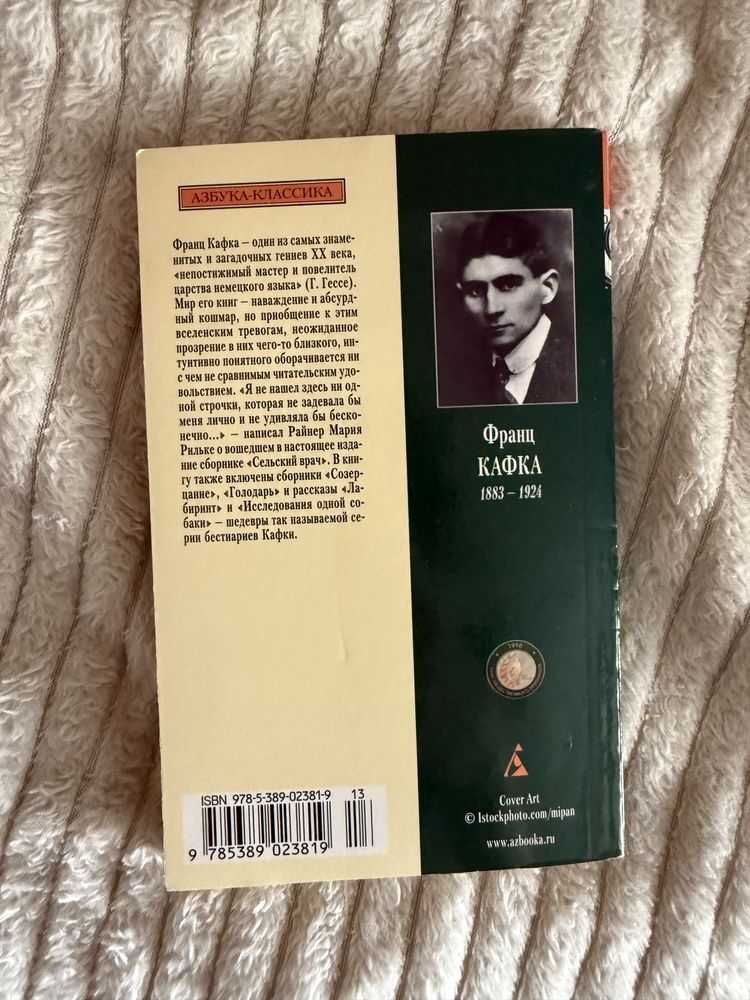 АЗБУКА-КЛАССИКА
Франц Кафка – один из самых знаме-
нитых и загадочных гениев XX века,
«непостижимый мастер и повелитель
царства немецкого языка» (Г. Гессе).
Мир его книг – наваждение и абсурд-
ный кошмар, но приобщение к этим
вселенским тревогам, неожиданное
прозрение в них чего-то близкого, ин-
туитивно понятного оборачивается ни
с чем не сравнимым читательским удо-
вольствием. «Я не нашел здесь ни од-
ной строчки, которая не задевала бы
меня лично и не удивляла бы беско-
нечно...» – написал Райнер Мария
Рильке о вошедшем в настоящее изда-
ние сборнике «Сельский врач». В кни-
гу также включены сборники «Созер-
цание», «Голодарь» и рассказы «Ла-
биринт» и «Исследования одной со-
баки» – шедевры так называемой се-
рии бестиариев Кафки.
ISBN 978-5-389-02381-9 13
9 785389 023819
Франц
КАФКА
1883 – 1924
1996
Cover Art
© Istockphoto.com/mipan
www.azbooka.ru